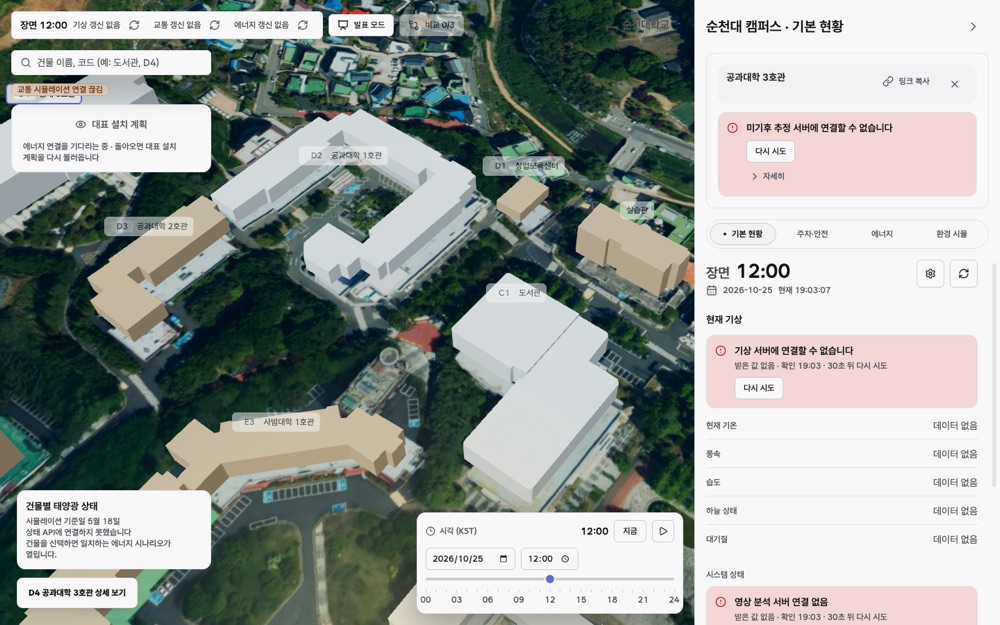 장면 12:00 기상 갱신 없음 교통 갱신 없음 에너지 갱신 없음 발표 모드 비교 0/3
건물 이름, 코드 (예: 도서관, D4)
교통 시뮬레이션 연결 끊김
대표 설치 계획
에너지 연결을 기다리는 중 · 돌아오면 대표 설치
계획을 다시 불러옵니다
D2 공과대학 1호관
D1 창업보육센터
실습관
D3 공과대학 2호관
C1 도서관
E3 사범대학 1호관
건물별 태양광 상태
시뮬레이션 기준일 5월 18일
상태 API에 연결하지 못했습니다
건물을 선택하면 일치하는 에너지 시나리오가
열립니다.
D4 공과대학 3호관 상세 보기
시각 (KST) 12:00 지금
2026/10/25 12:00
00 03 06 09 12 15 18 21 24
순천대 캠퍼스 · 기본 현황
공과대학 3호관 링크 복사
미기후 추정 서버에 연결할 수 없습니다
다시 시도
자세히
기본 현황 주차·안전 에너지 환경 시뮬
장면 12:00
2026-10-25 현재 19:03:07
현재 기상
기상 서버에 연결할 수 없습니다
받은 값 없음 · 확인 19:03 · 30초 뒤 다시 시도
다시 시도
현재 기온 데이터 없음
풍속 데이터 없음
습도 데이터 없음
하늘 상태 데이터 없음
대기질 데이터 없음
시스템 상태
영상 분석 서버 연결 없음
받은 값 없음 · 확인 19:03 · 30초 뒤 다시 시도